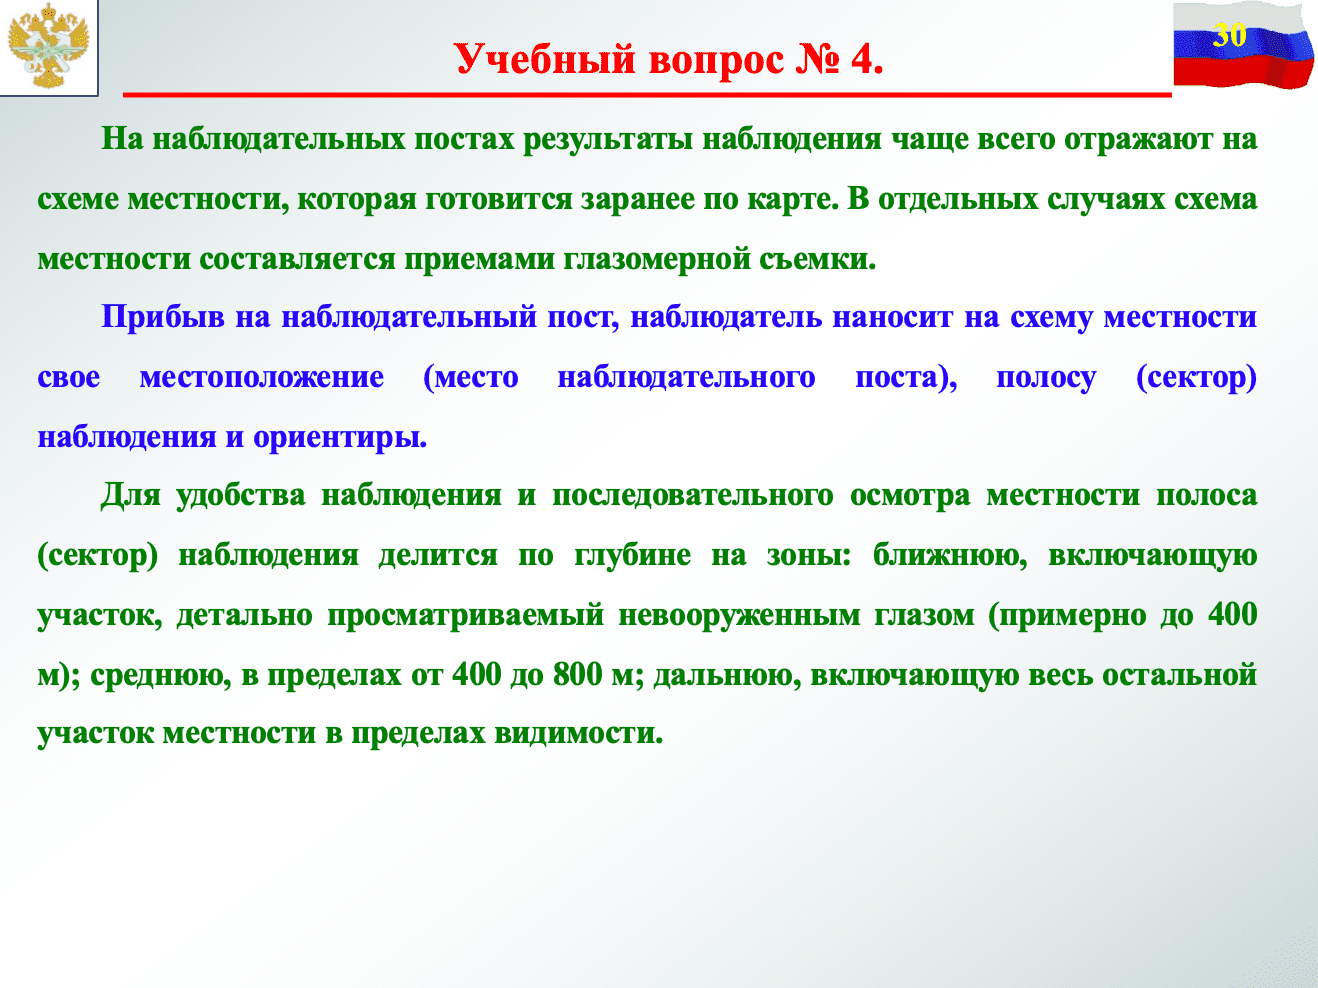 Учебный вопрос № 4.
30
На наблюдательных постах результаты наблюдения чаще всего отражают на
схеме местности, которая готовится заранее по карте. В отдельных случаях схема
местности составляется приемами глазомерной съемки.
Прибыв на наблюдательный пост, наблюдатель наносит на схему местности
свое местоположение (место наблюдательного поста), полосу (сектор)
наблюдения и ориентиры.
Для удобства наблюдения и последовательного осмотра местности полоса
(сектор) наблюдения делится по глубине на зоны: ближнюю, включающую
участок, детально просматриваемый невооруженным глазом (примерно до 400
м); среднюю, в пределах от 400 до 800 м; дальнюю, включающую весь остальной
участок местности в пределах видимости.